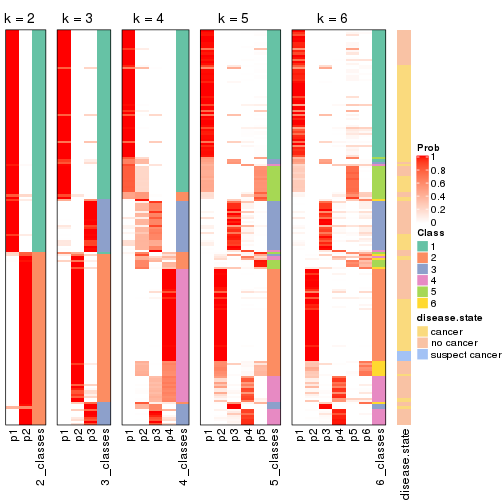 k = 2
k = 3
k = 4
k = 5
k = 6
p1
p2
2_classes
p1
p2
p3
3_classes
p1
p2
p3
p4
4_classes
p1
p2
p3
p4
p5
5_classes
p1
p2
p3
p4
p5
p6
6_classes
disease.state
Prob
1
0.8
0.6
0.4
0.2
0
Class
1
2
3
4
5
6
disease.state
cancer
no cancer
suspect cancer